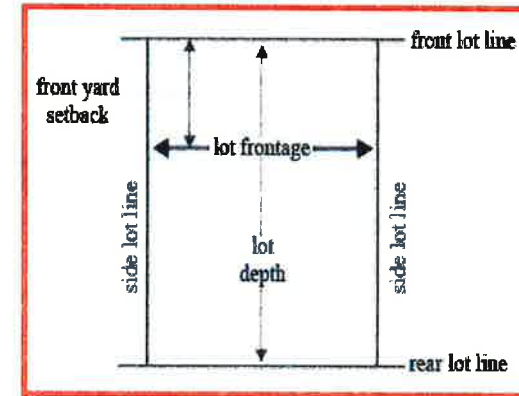 front lot line
front yard
setback
lot frontage
side lot line
side lot line
lot
depth
rear lot line